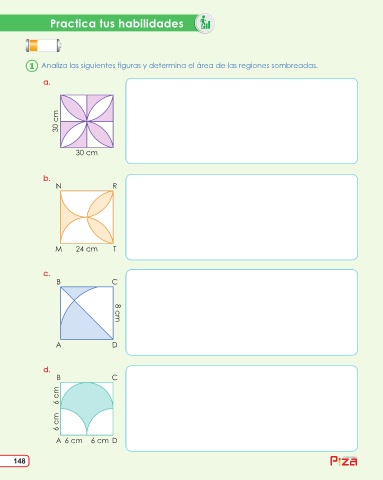 Practica tus habilidades
1 Analiza las siguientes figuras y determina el área de las regiones sombreadas.
a.
30 cm
30 cm
b.
N R
M 24 cm T
c.
B C
8 cm
A D
d.
B C
6 cm
6 cm
A 6 cm 6 cm D
148
Piza